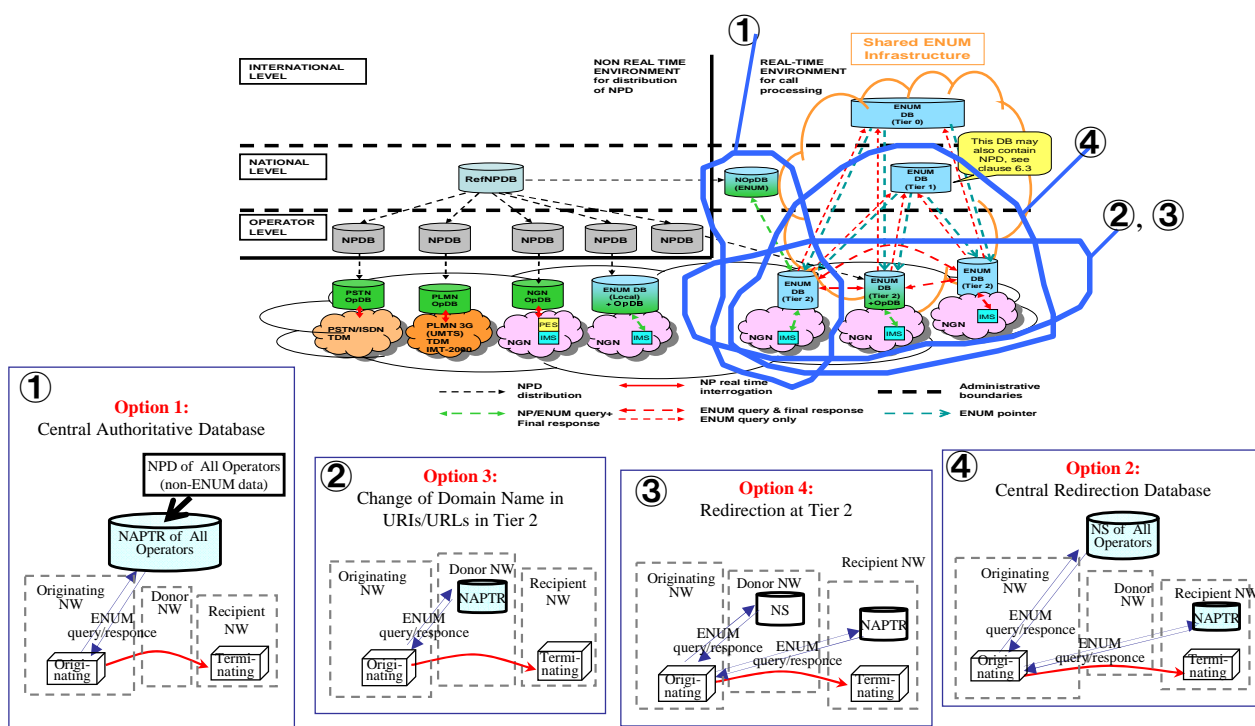 ①
Shared ENUM
Infrastructure
INTERNATIONAL
LEVEL
NON REAL TIME
ENVIRONMENT
for distribution
of NPD
REAL-TIME
ENVIRONMENT
for call
processing
ENUM
DB
(Tier 0)
This DB may
also contain
NPD, see
clause 6.3
④
NATIONAL
LEVEL
RefNPDB
NOpDB
(ENUM)
ENUM
DB
(Tier 1)
②, ③
OPERATOR
LEVEL
NPDB
NPDB
NPDB
NPDB
NPDB
PSTN
OpDB
PLMN
OpDB
NGN
OpDB
ENUM DB
(Local)
+ OpDB
ENUM
DB
(Tier 2)
ENUM
DB
(Tier 2)
+OpDB
ENUM
DB
(Tier 2)
PSTN/ISDN
TDM
PLMN 3G
(UMTS)
TDM
IMT-2000
PES
IMS
NGN
IMS
NGN
IMS
NGN
IMS
NGN
IMS
NGN
NPD
distribution
NP real time
interrogation
Administrative
boundaries
NP/ENUM query+
Final response
ENUM query & final response
ENUM query only
ENUM pointer
①
Option 1:
Central Authoritative Database
NPD of All Operators
(non-ENUM data)
NAPTR of All
Operators
Originating
NW
Donor
NW
Recipient
NW
ENUM
query/responce
Origi-
nating
Termi-
nating
②
Option 3:
Change of Domain Name in
URIs/URLs in Tier 2
Originating
NW
Donor NW
NAPTR
Recipient
NW
ENUM
query/responce
Origi-
nating
Termi-
nating
③
Option 4:
Redirection at Tier 2
Originating
NW
Donor NW
NS
Recipient NW
NAPTR
ENUM
query/responce
ENUM
query/responce
Origi-
nating
Termi-
nating
④
Option 2:
Central Redirection Database
NS of All
Operators
Originating
NW
Donor
NW
Recipient NW
NAPTR
ENUM
query/responce
ENUM
query/responce
Origi-
nating
Termi-
nating